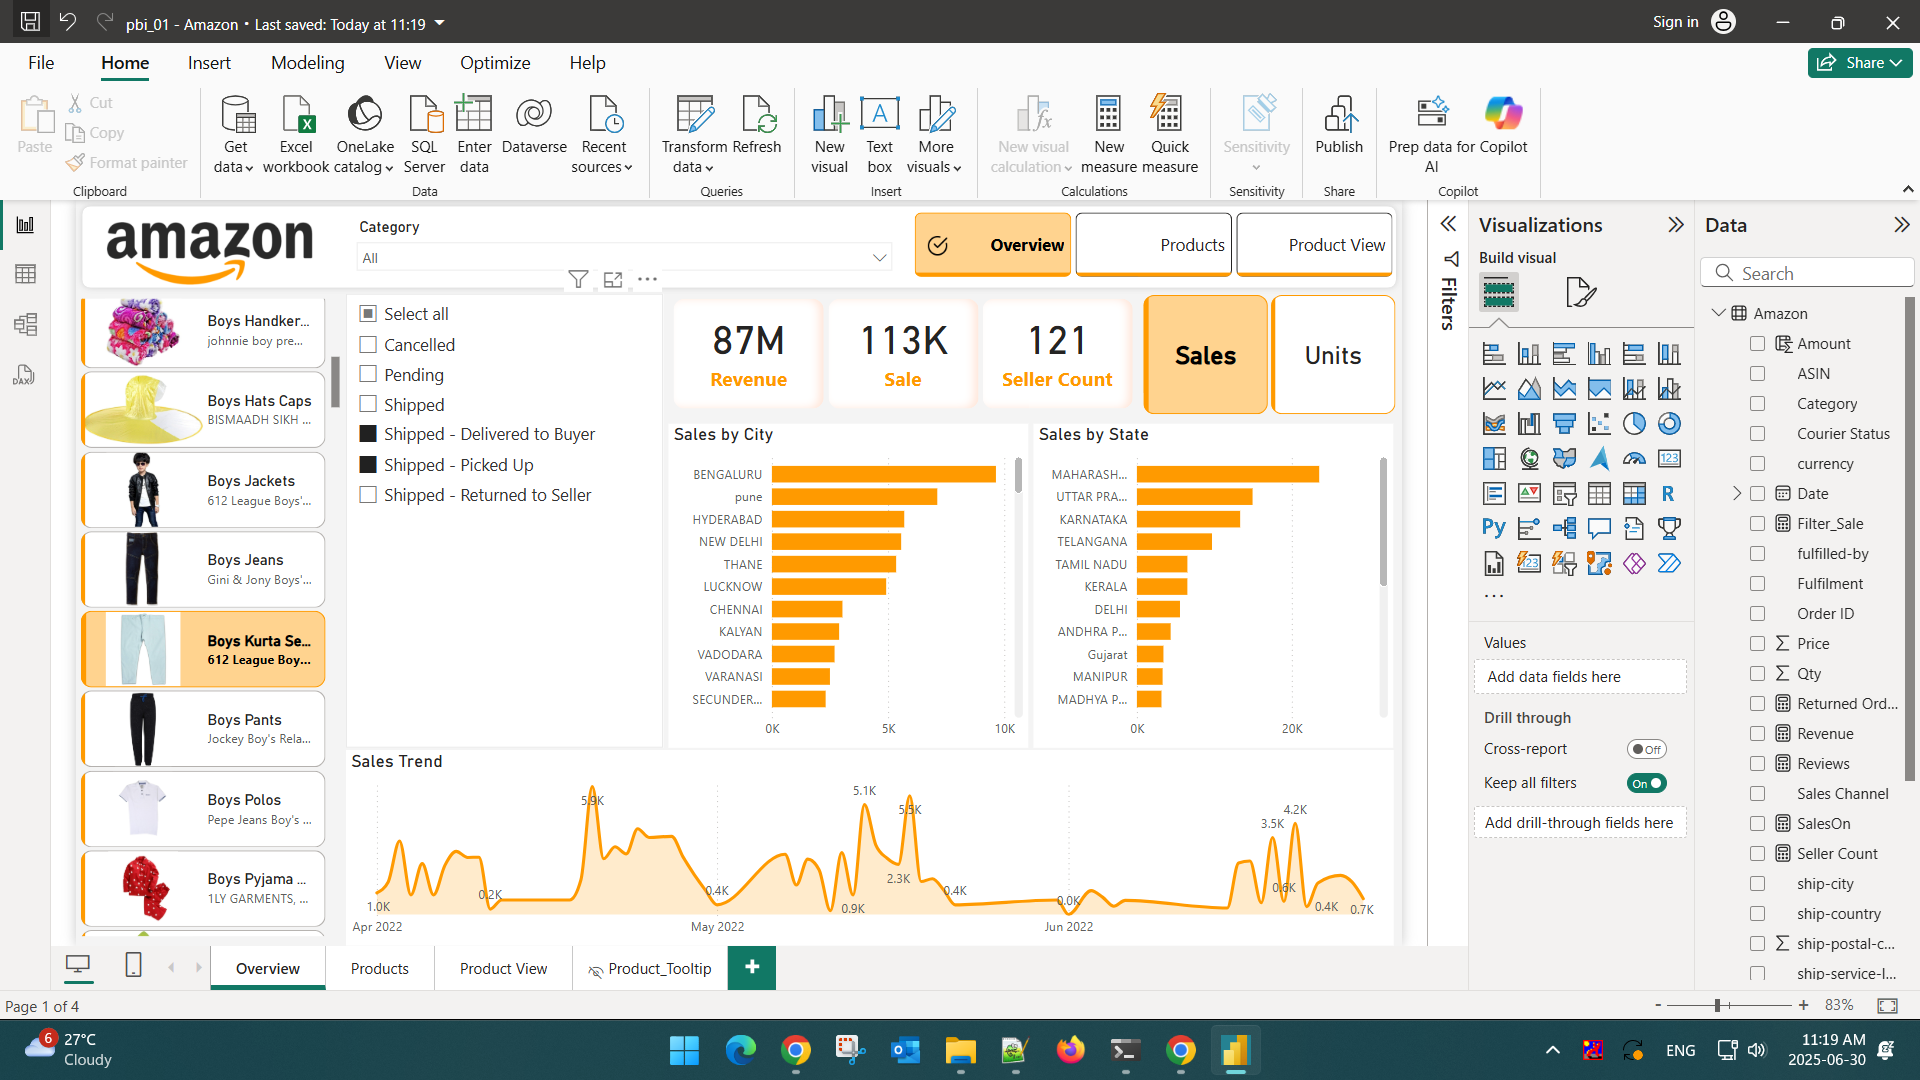 pbi_01 - Amazon • Last saved: Today at 11:19
Sign in
File
Home
Insert
Modeling
View
Optimize
Help
Share
Paste
Cut
Copy
Format painter
Clipboard
Get data
Excel workbook
OneLake catalog
SQL Server
Enter data
Dataverse
Recent sources
Data
Transform data
Refresh
Queries
New visual
Text box
More visuals
Insert
New visual calculation
New measure
Quick measure
Calculations
Sensitivity
Sensitivity
Publish
Share
Prep data for AI
Copilot
Copilot
amazon
Category
All
Overview
Products
Product View
Boys Handker...
johnnie boy pre...
Boys Hats Caps
BISMAADH SIKH ...
Boys Jackets
612 League Boys'...
Boys Jeans
Gini & Jony Boys'...
Boys Kurta Se...
612 League Boy...
Boys Pants
Jockey Boy's Rela...
Boys Polos
Pepe Jeans Boy's ...
Boys Pyjama ...
1LY GARMENTS, ...
Select all
Cancelled
Pending
Shipped
Shipped - Delivered to Buyer
Shipped - Picked Up
Shipped - Returned to Seller
87M
Revenue
113K
Sale
121
Seller Count
Sales
Units
Sales by City
BENGALURU
pune
HYDERABAD
NEW DELHI
THANE
LUCKNOW
CHENNAI
KALYAN
VADODARA
VARANASI
SECUNDER...
0K 5K 10K
Sales by State
MAHARASH...
UTTAR PRA...
KARNATAKA
TELANGANA
TAMIL NADU
KERALA
DELHI
ANDHRA P...
Gujarat
MANIPUR
MADHYA P...
0K 20K
Sales Trend
1.0K
0.2K
5.9K
0.4K
0.9K
5.1K
2.3K
5.5K
0.4K
0.0K
3.5K
0.6K
4.2K
0.4K
0.7K
Apr 2022 May 2022 Jun 2022
Filters
Visualizations
Build visual
123
R
Py
123
...
Values
Add data fields here
Drill through
Cross-report
Off
Keep all filters
On
Add drill-through fields here
Data
Search
Amazon
Amount
ASIN
Category
Courier Status
currency
Date
Filter_Sale
fulfilled-by
Fulfilment
Order ID
Price
Qty
Returned Ord...
Revenue
Reviews
Sales Channel
SalesOn
Seller Count
ship-city
ship-country
ship-postal-c...
ship-service-l...
DAX
Overview
Products
Product View
Product_Tooltip
+
Page 1 of 4
- + 83%
6
27°C
Cloudy
ENG
11:19 AM
2025-06-30